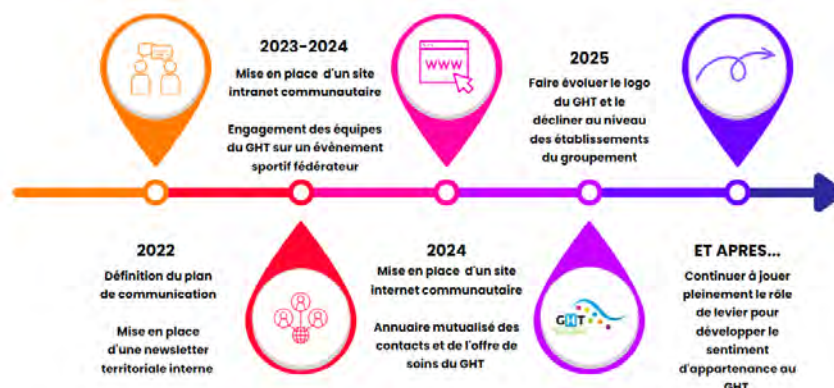 2022
Définition du plan
de communication
Mise en place
d'une newsletter
territoriale interne
2023-2024
Mise en place d'un site
intranet communautaire
Engagement des équipes
du GHT sur un évènement
sportif fédérateur
WWW
2024
Mise en place d'un site
internet communautaire
Annuaire mutualisé des
contacts et de l'offre de
soins du GHT
2025
Faire évoluer le logo
du GHT et le
décliner au niveau
des établissements
du groupement
GHT
ET APRES...
Continuer à jouer
pleinement le rôle
de levier pour
développer le
sentiment
d'appartenance au
GHT